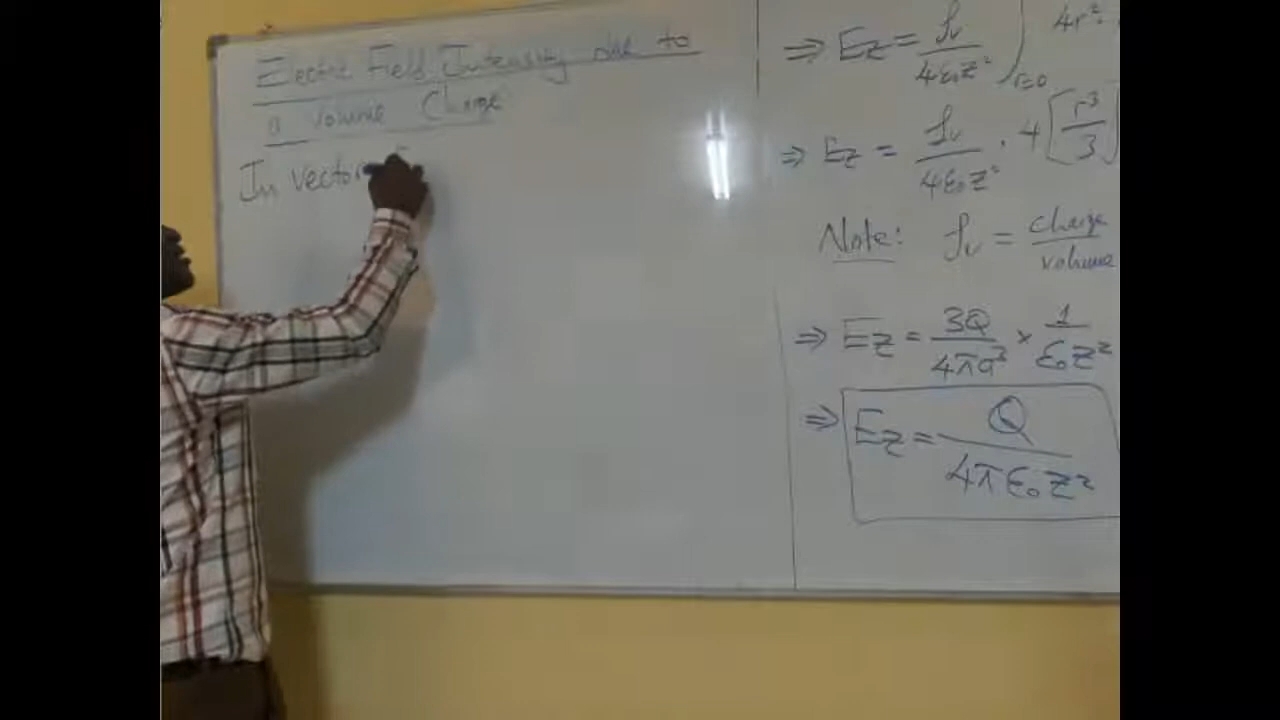 Electric Field Intensity due to
a volume Charge
In vector
⇒ Ez = ρv/4ε₀z² ∫r=0 4r²
⇒ Ez = ρv/4ε₀z² · 4[r³/3]
Note: ρv = charge/volume
⇒ Ez = 3Q/4πa³ × 1/ε₀z²
⇒ Ez = Q/4πε₀z²